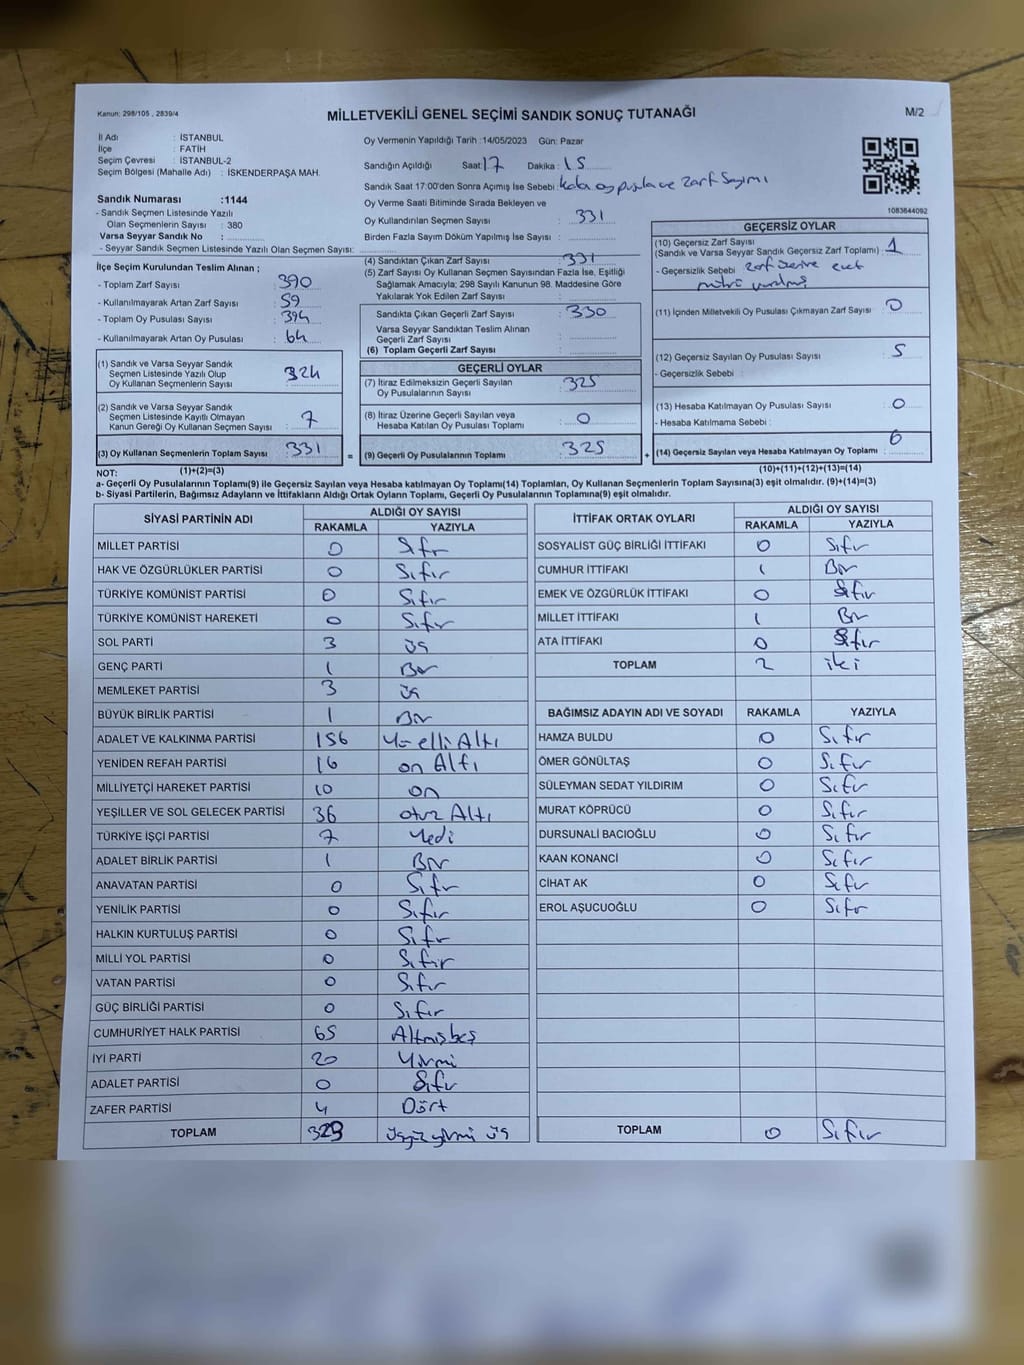 Kanun: 298/105 , 2839/4
MİLLETVEKİLİ GENEL SEÇİMİ SANDIK SONUÇ TUTANAĞI
M/2
İl Adı : İSTANBUL
İlçe : FATİH
Seçim Çevresi : İSTANBUL-2
Seçim Bölgesi (Mahalle Adı) : İSKENDERPAŞA MAH.
Sandık Numarası :1144
- Sandık Seçmen Listesinde Yazılı
Olan Seçmenlerin Sayısı : 380
Varsa Seyyar Sandık No :
- Seyyar Sandık Seçmen Listesinde Yazılı Olan Seçmen Sayısı:
Oy Vermenin Yapıldığı Tarih :14/05/2023 Gün: Pazar
Sandığın Açıldığı Saat: 17 Dakika : 15
Sandık Saat 17:00'den Sonra Açımış İse Sebebi : oy pusula ve zarf Sayımı
Oy Verme Saati Bitiminde Sırada Bekleyen ve
Oy Kullandırılan Seçmen Sayısı : 331
Birden Fazla Sayım Döküm Yapılmış İse Sayısı :
1083644092
İlçe Seçim Kurulundan Teslim Alınan ;
- Toplam Zarf Sayısı : 390
- Kullanılmayarak Artan Zarf Sayısı : 59
- Toplam Oy Pusulası Sayısı : 394
- Kullanılmayarak Artan Oy Pusulası : 64
(4) Sandıktan Çıkan Zarf Sayısı : 331
(5) Zarf Sayısı Oy Kullanan Seçmen Sayısından Fazla İse, Eşitliği
Sağlamak Amacıyla; 298 Sayılı Kanunun 98. Maddesine Göre
Yakılarak Yok Edilen Zarf Sayısı :
Sandıkta Çıkan Geçerli Zarf Sayısı : 330
Varsa Seyyar Sandıktan Teslim Alınan
Geçerli Zarf Sayısı :
(6) Toplam Geçerli Zarf Sayısı :
GEÇERSİZ OYLAR
(10) Geçersiz Zarf Sayısı
(Sandık ve Varsa Seyyar Sandık Geçersiz Zarf Toplamı) : 1
- Geçersizlik Sebebi : zarf üzerine evet
mührü vurulmuş
(11) İçinden Milletvekili Oy Pusulası Çıkmayan Zarf Sayısı : 0
(12) Geçersiz Sayılan Oy Pusulası Sayısı : 5
- Geçersizlik Sebebi :
(13) Hesaba Katılmayan Oy Pusulası Sayısı : 0
- Hesaba Katılmama Sebebi :
(14) Geçersiz Sayılan veya Hesaba Katılmayan Oy Toplamı : 6
(1) Sandık ve Varsa Seyyar Sandık
Seçmen Listesinde Yazılı Olup
Oy Kullanan Seçmenlerin Sayısı : 324
(2) Sandık ve Varsa Seyyar Sandık
Seçmen Listesinde Kayıtlı Olmayan
Kanun Gereği Oy Kullanan Seçmen Sayısı : 7
(3) Oy Kullanan Seçmenlerin Toplam Sayısı : 331
=
GEÇERLİ OYLAR
(7) İtiraz Edilmeksizin Geçerli Sayılan
Oy Pusulalarının Sayısı : 325
(8) İtiraz Üzerine Geçerli Sayılan veya
Hesaba Katılan Oy Pusulası Toplamı : 0
(9) Geçerli Oy Pusulalarının Toplamı : 325
+
NOT: (1)+(2)=(3) (10)+(11)+(12)+(13)=(14)
a- Geçerli Oy Pusulalarının Toplamı(9) ile Geçersiz Sayılan veya Hesaba katılmayan Oy Toplamı(14) Toplamları, Oy Kullanan Seçmenlerin Toplam Sayısına(3) eşit olmalıdır. (9)+(14)=(3)
b- Siyasi Partilerin, Bağımsız Adayların ve İttifakların Aldığı Ortak Oyların Toplamı, Geçerli Oy Pusulalarının Toplamına(9) eşit olmalıdır.
SİYASİ PARTİNİN ADI ALDIĞI OY SAYISI
RAKAMLA YAZIYLA
MİLLET PARTİSİ 0 Sıfır
HAK VE ÖZGÜRLÜKLER PARTİSİ 0 Sıfır
TÜRKİYE KOMÜNİST PARTİSİ 0 Sıfır
TÜRKİYE KOMÜNİST HAREKETİ 0 Sıfır
SOL PARTİ 3 üç
GENÇ PARTİ 1 Bir
MEMLEKET PARTİSİ 3 üç
BÜYÜK BİRLİK PARTİSİ 1 Bir
ADALET VE KALKINMA PARTİSİ 156 Yüz elli Altı
YENİDEN REFAH PARTİSİ 16 on Altı
MİLLİYETÇİ HAREKET PARTİSİ 10 on
YEŞİLLER VE SOL GELECEK PARTİSİ 36 otuz Altı
TÜRKİYE İŞÇİ PARTİSİ 7 Yedi
ADALET BİRLİK PARTİSİ 1 Bir
ANAVATAN PARTİSİ 0 Sıfır
YENİLİK PARTİSİ 0 Sıfır
HALKIN KURTULUŞ PARTİSİ 0 Sıfır
MİLLİ YOL PARTİSİ 0 Sıfır
VATAN PARTİSİ 0 Sıfır
GÜÇ BİRLİĞİ PARTİSİ 0 Sıfır
CUMHURİYET HALK PARTİSİ 65 Altmışbeş
İYİ PARTİ 20 Yirmi
ADALET PARTİSİ 0 Sıfır
ZAFER PARTİSİ 4 Dört
TOPLAM 323 üçyüz yirmi üç
İTTİFAK ORTAK OYLARI ALDIĞI OY SAYISI
RAKAMLA YAZIYLA
SOSYALİST GÜÇ BİRLİĞİ İTTİFAKI 0 Sıfır
CUMHUR İTTİFAKI 1 Bir
EMEK VE ÖZGÜRLÜK İTTİFAKI 0 Sıfır
MİLLET İTTİFAKI 1 Bir
ATA İTTİFAKI 0 Sıfır
TOPLAM 2 iki
BAĞIMSIZ ADAYIN ADI VE SOYADI RAKAMLA YAZIYLA
HAMZA BULDU 0 Sıfır
ÖMER GÖNÜLTAŞ 0 Sıfır
SÜLEYMAN SEDAT YILDIRIM 0 Sıfır
MURAT KÖPRÜCÜ 0 Sıfır
DURSUNALİ BACIOĞLU 0 Sıfır
KAAN KONANCİ 0 Sıfır
CİHAT AK 0 Sıfır
EROL AŞUCUOĞLU 0 Sıfır
TOPLAM 0 Sıfır